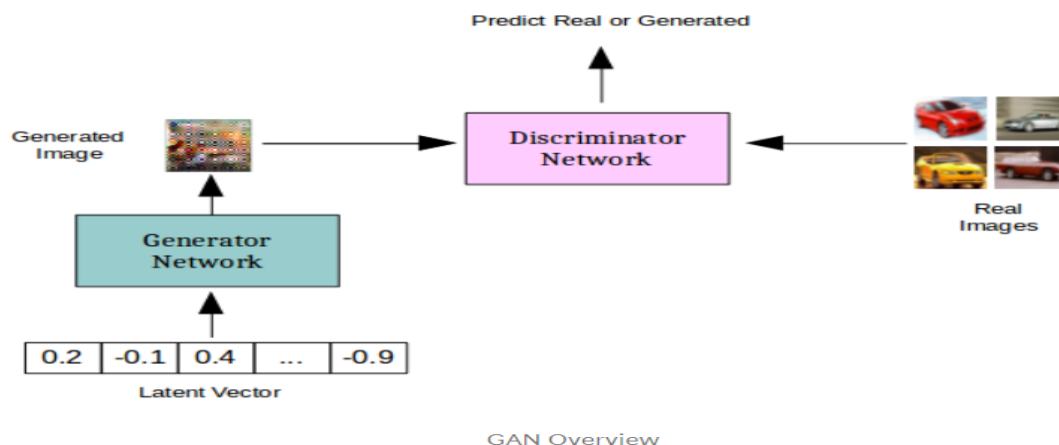 Predict Real or Generated
Generated
Image
Discriminator
Network
Real
Images
Generator
Network
0.2 -0.1 0.4 ... -0.9
Latent Vector
GAN Overview